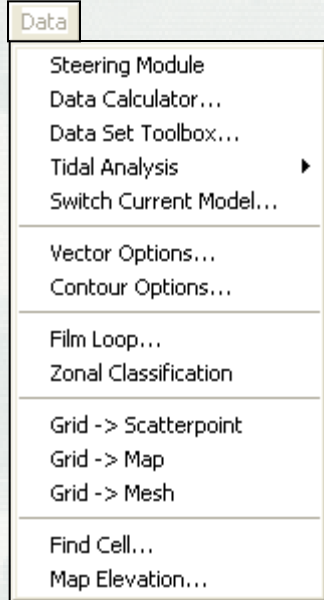 Data
Steering Module
Data Calculator...
Data Set Toolbox...
Tidal Analysis
Switch Current Model...
Vector Options...
Contour Options...
Film Loop...
Zonal Classification
Grid -> Scatterpoint
Grid -> Map
Grid -> Mesh
Find Cell...
Map Elevation...